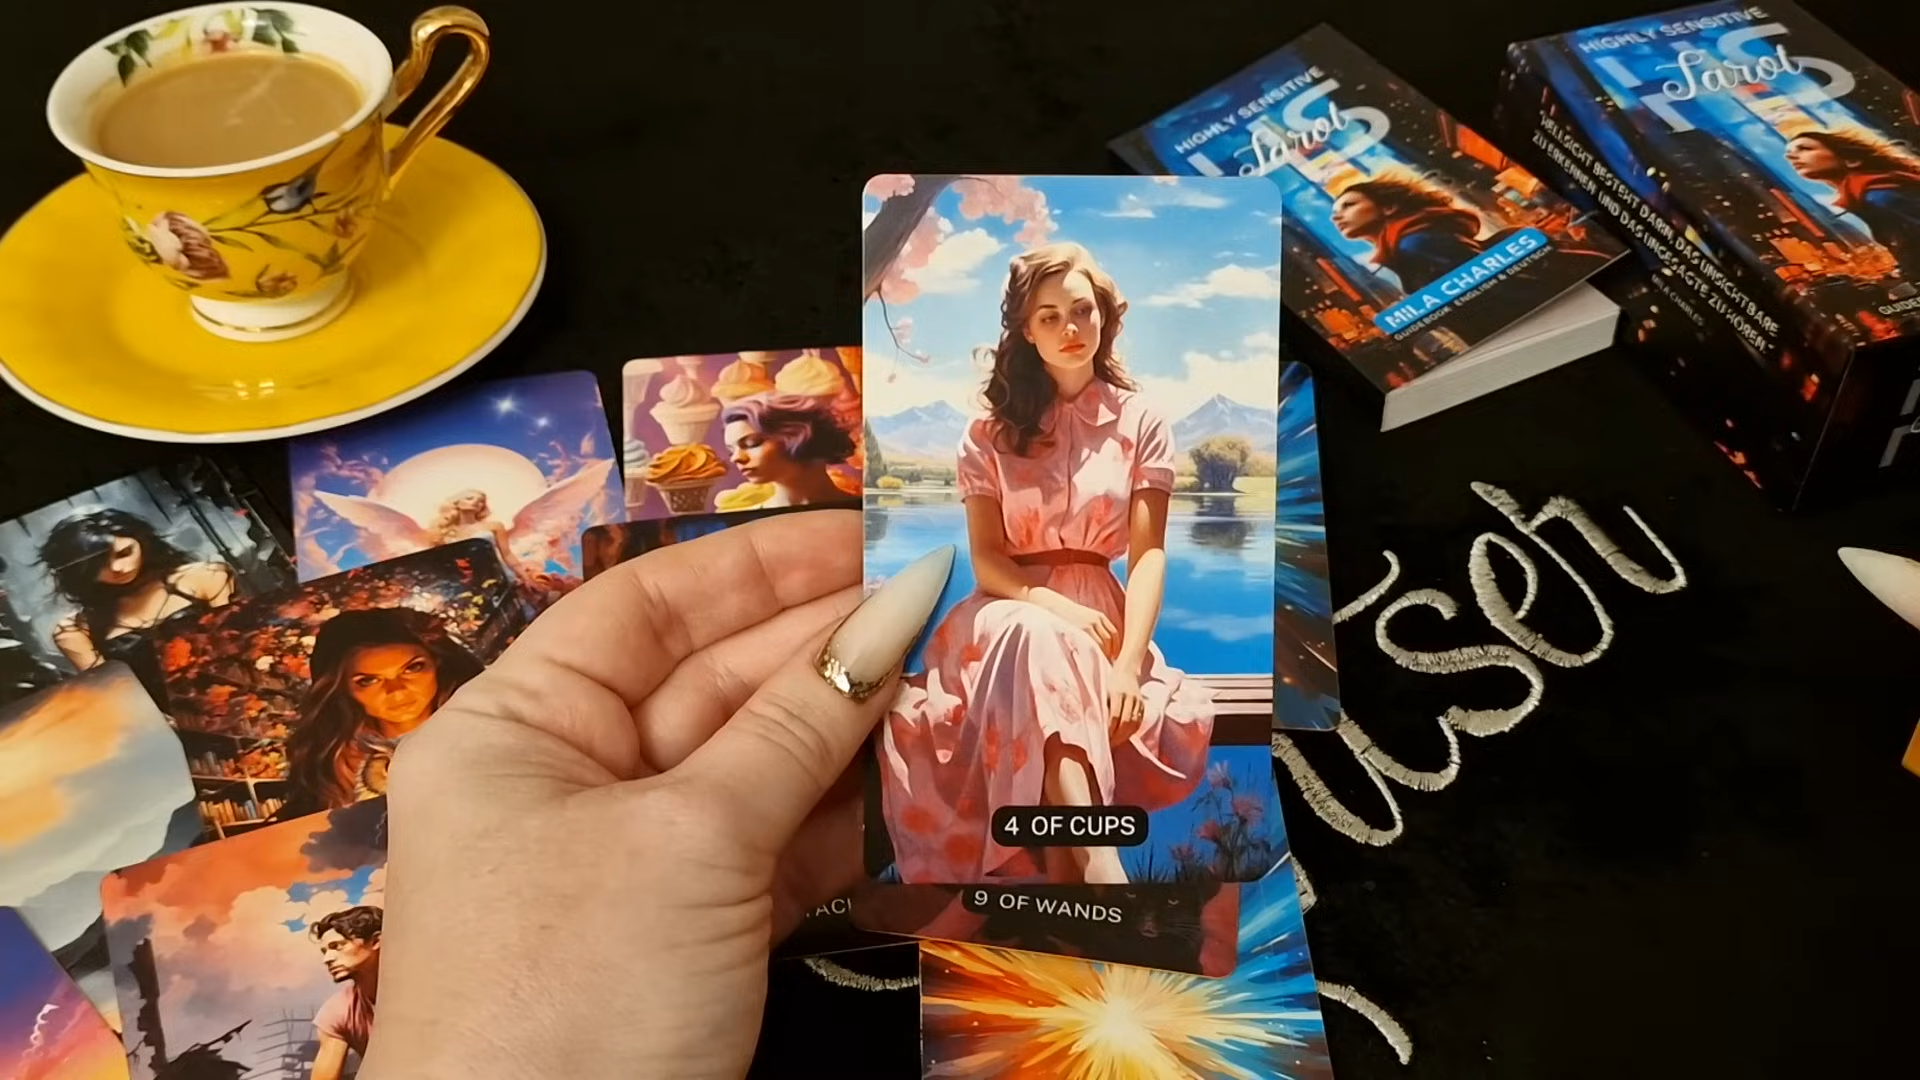 HIGHLY SENSITIVE
Tarot
MILA CHARLES
GUIDEBOOK ENGLISH & DEUTSCH
HIGHLY SENSITIVE
HS
Tarot
"HELLSICHT BESTEHT DARIN, DAS UNSICHTBARE
ZU ERKENNEN UND DAS UNGESAGTE ZU HÖREN."
MILA CHARLES
4 OF CUPS
9 OF WANDS